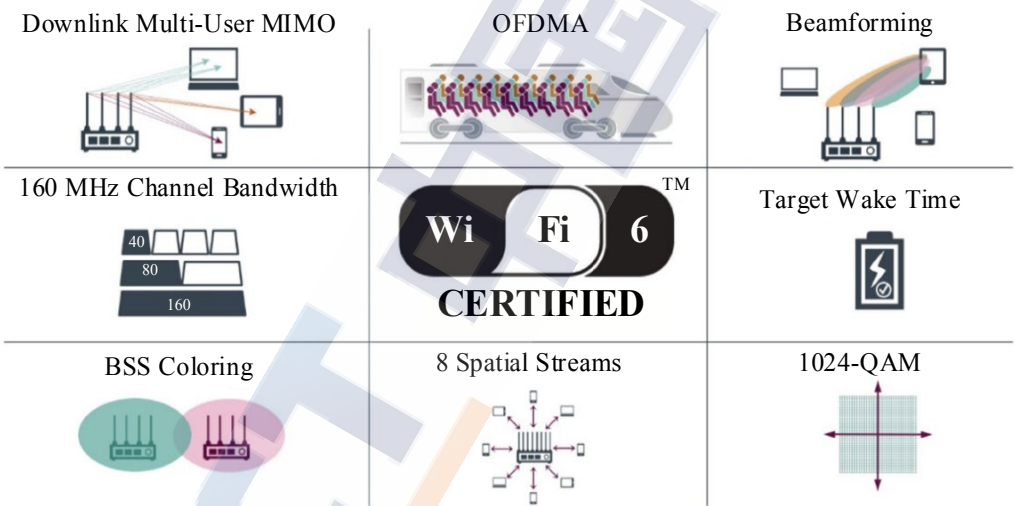 Downlink Multi-User MIMO
OFDMA
Beamforming
160 MHz Channel Bandwidth
40
80
160
Wi Fi 6 TM
CERTIFIED
Target Wake Time
BSS Coloring
8 Spatial Streams
1024-QAM